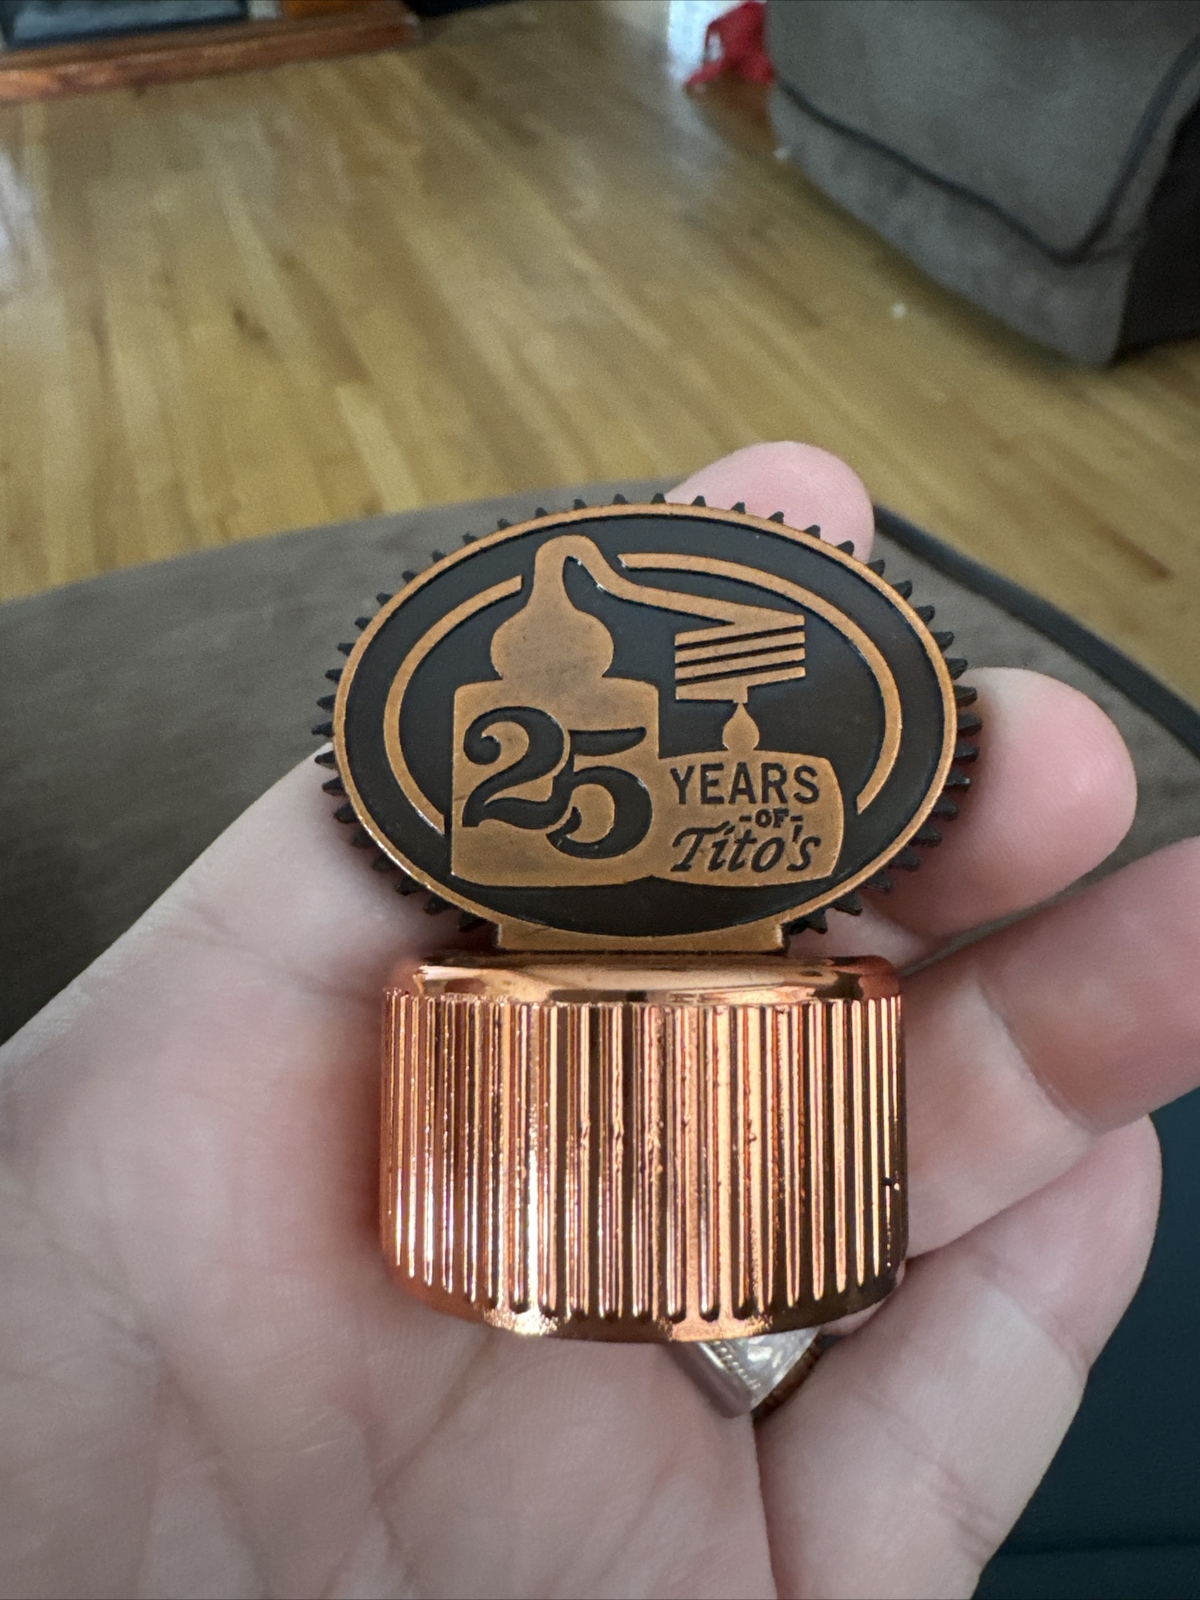 25
YEARS
-OF-
Tito's